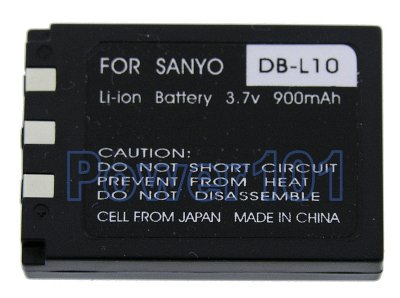 FOR SANYO DB-L10
Li-ion Battery 3.7v 900mAh
CAUTION:
DO NOT SHORT CIRCUIT
PREVENT FROM HEAT
DO NOT DISASSEMBLE
Power101
CELL FROM JAPAN MADE IN CHINA